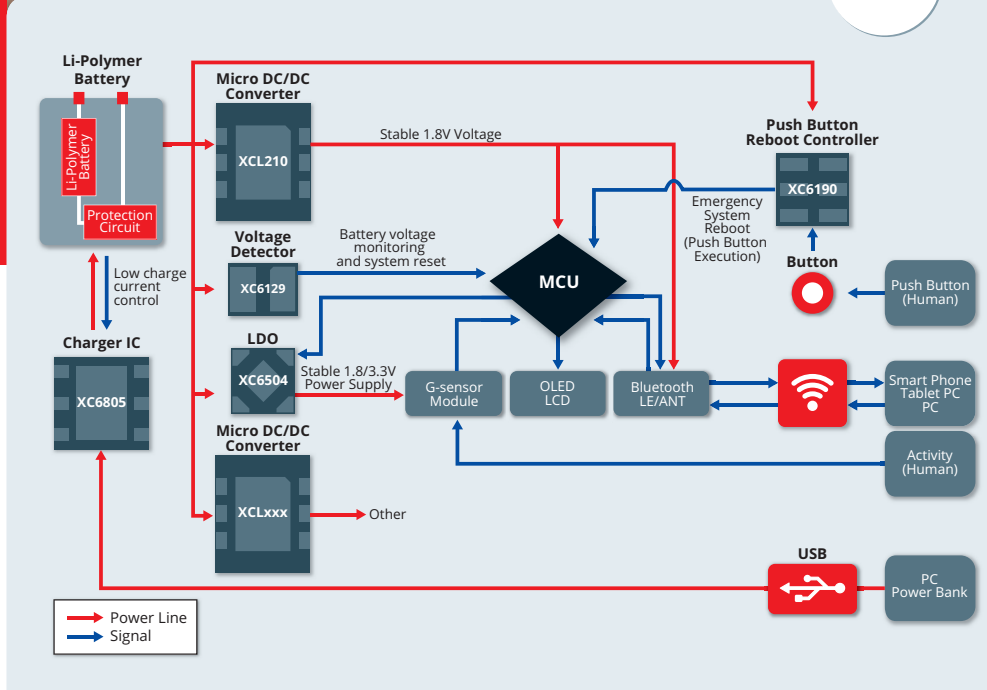 Li-Polymer
Battery
Li-Polymer
Battery
Protection
Circuit
Low charge
current
control
Charger IC
XC6805
Micro DC/DC
Converter
XCL210
Stable 1.8V Voltage
Voltage
Detector
XC6129
Battery voltage
monitoring
and system reset
LDO
XC6504
Stable 1.8/3.3V
Power Supply
Micro DC/DC
Converter
XCLxxx
Other
MCU
G-sensor
Module
OLED
LCD
Bluetooth
LE/ANT
Push Button
Reboot Controller
XC6190
Emergency
System
Reboot
(Push Button
Execution)
Button
Push Button
(Human)
Smart Phone
Tablet PC
PC
Activity
(Human)
USB
PC
Power Bank
Power Line
Signal